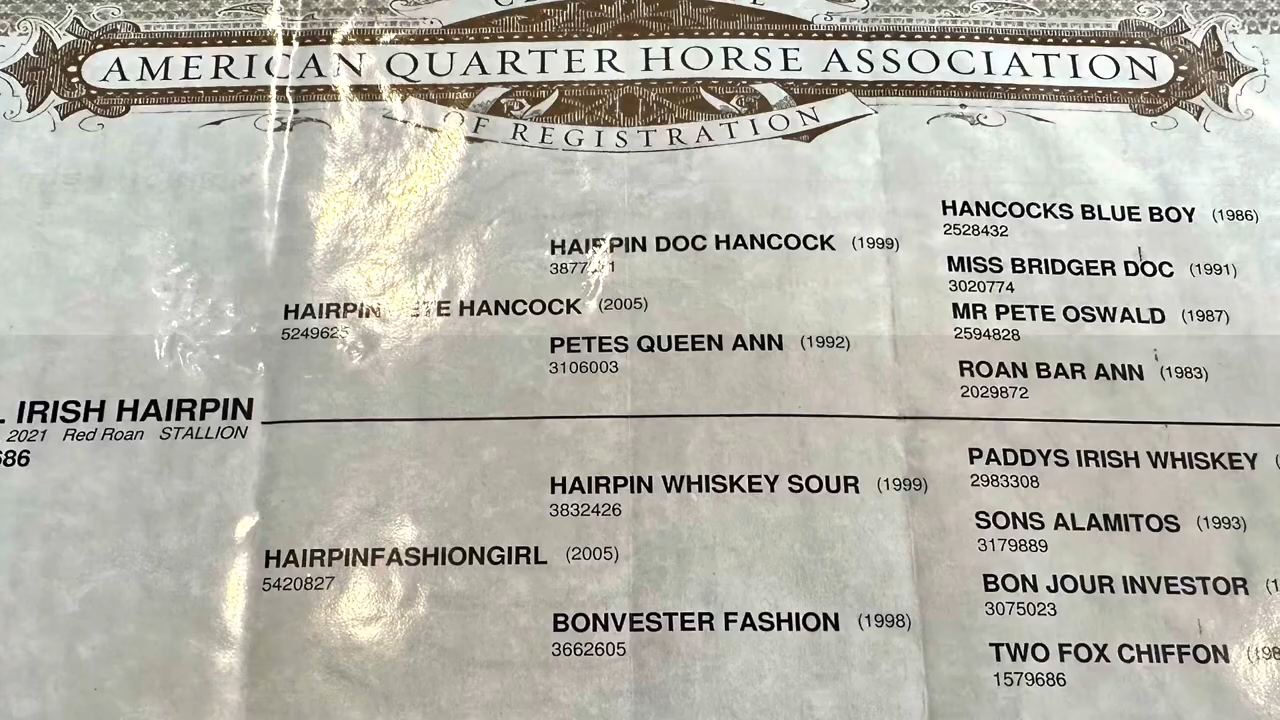 AMERICAN QUARTER HORSE ASSOCIATION
OF REGISTRATION
HANCOCKS BLUE BOY (1986)
2528432
HAIRPIN DOC HANCOCK (1999)
MISS BRIDGER DOC (1991)
3020774
HAIRPIN HANCOCK (2005)
MR PETE OSWALD (1987)
2594828
PETES QUEEN ANN (1992)
3106003
ROAN BAR ANN (1983)
2029872
IRISH HAIRPIN
2021 Red Roan STALLION
PADDYS IRISH WHISKEY
2983308
HAIRPIN WHISKEY SOUR (1999)
3832426
SONS ALAMITOS (1993)
3179889
HAIRPINFASHIONGIRL (2005)
5420827
BON JOUR INVESTOR
3075023
BONVESTER FASHION (1998)
3662605
TWO FOX CHIFFON
1579686